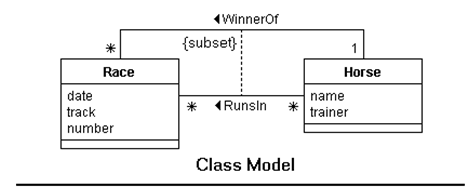 ◀WinnerOf
* {subset} 1
Race
Horse
date
track
number
* ◀RunsIn *
name
trainer
Class Model